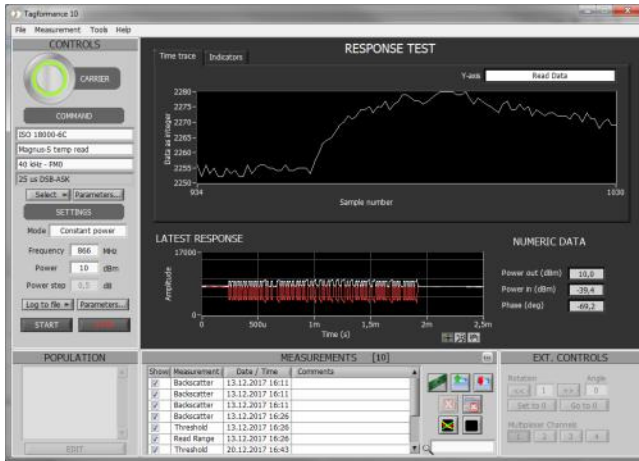 Tagformance 10
File Measurement Tools Help
CONTROLS
CARRIER
COMMAND
ISO 18000-6C
Magnus-S temp read
40 kHz - FM0
25 us DSB-ASK
Select Parameters...
SETTINGS
Mode Constant power
Frequency 866 MHz
Power 10 dBm
Power step 0,5 dB
Log to file Parameters...
START
RESPONSE TEST
Time trace Indicators
Y-axis Read Data
Data as integer
2280-
2275-
2270-
2265-
2260-
2255-
2250-
934 1030
Sample number
LATEST RESPONSE
Amplitude
17000-
0-
0 500u 1m 1,5m 2m 2,5m
Time (s)
NUMERIC DATA
Power out (dBm) 10,0
Power in (dBm) -39,4
Phase (deg) -69,2
POPULATION
EDIT
MEASUREMENTS [10]
Show Measurement Date / Time Comments
Backscatter 13.12.2017 16:11
Backscatter 13.12.2017 16:11
Backscatter 13.12.2017 16:11
Backscatter 13.12.2017 16:26
Threshold 13.12.2017 16:26
Read Range 13.12.2017 16:26
Threshold 20.12.2017 16:43
EXT. CONTROLS
Rotation Angle
<< 1 >> 0
Set to 0 Go to 0
Multiplexer Channel
1 2 3 4